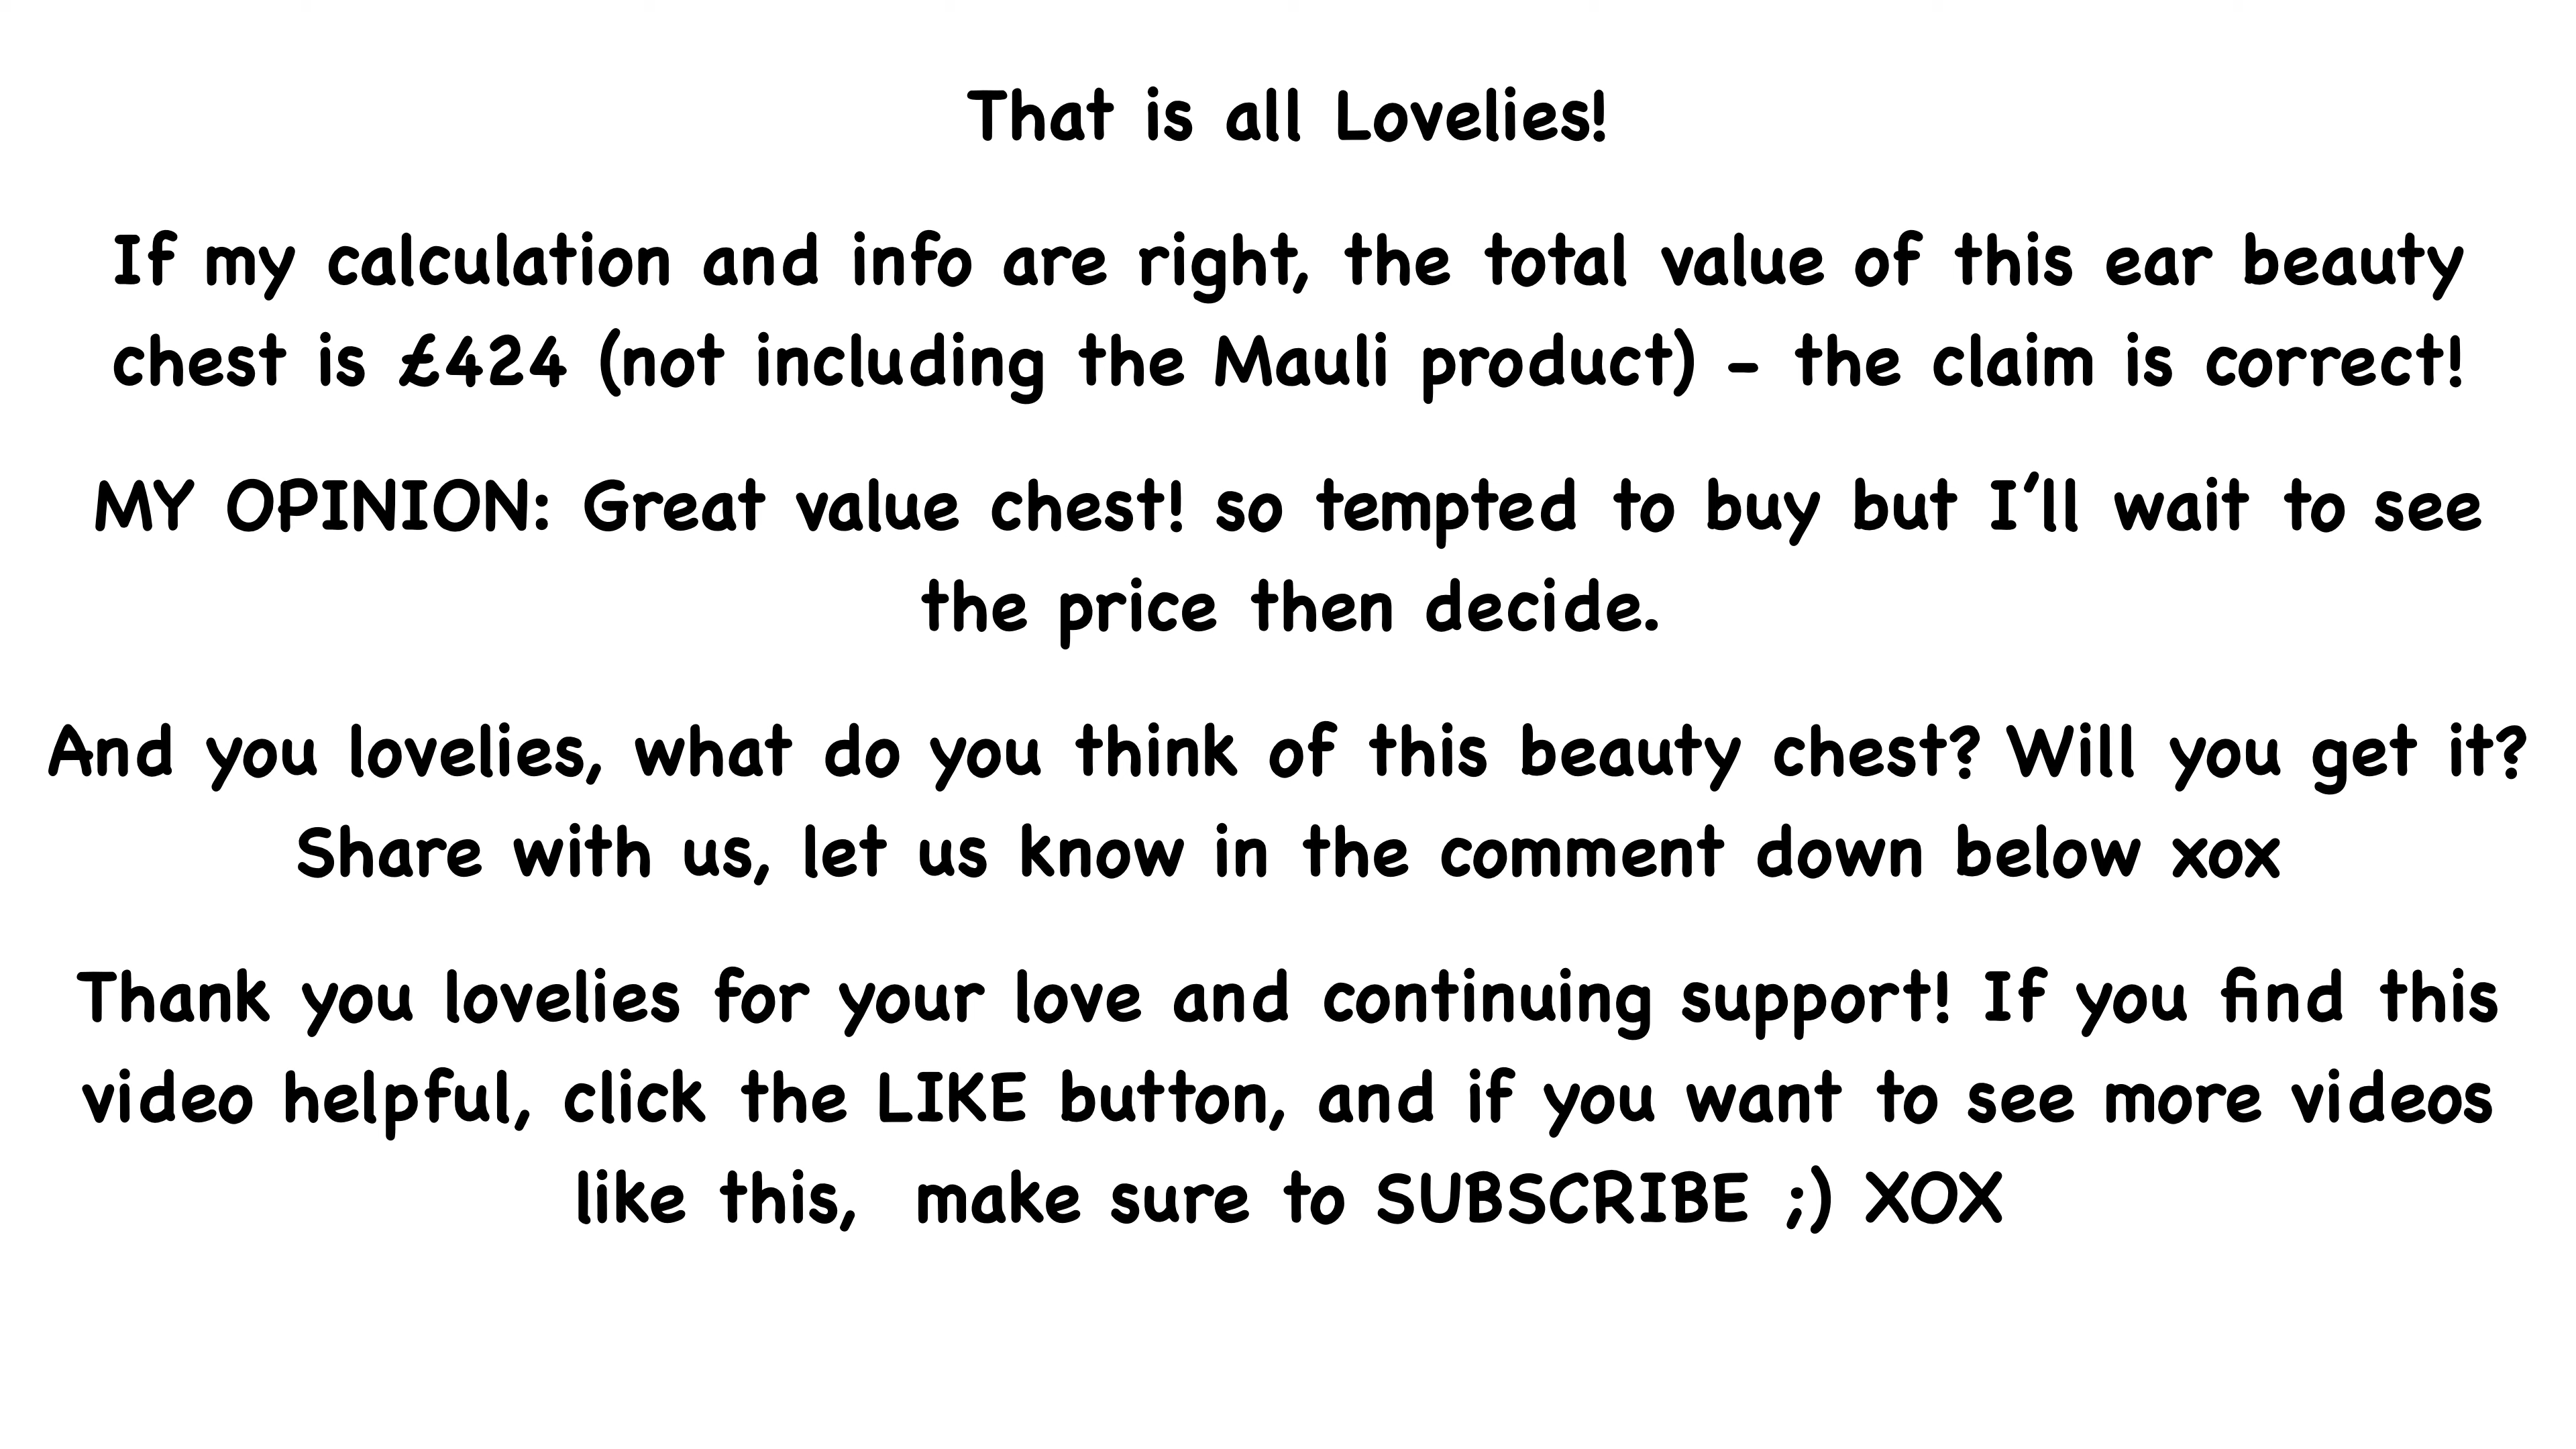 That is all Lovelies!
If my calculation and info are right, the total value of this ear beauty
chest is £424 (not including the Mauli product) - the claim is correct!
MY OPINION: Great value chest! so tempted to buy but I'll wait to see
the price then decide.
And you lovelies, what do you think of this beauty chest? Will you get it?
Share with us, let us know in the comment down below xox
Thank you lovelies for your love and continuing support! If you find this
video helpful, click the LIKE button, and if you want to see more videos
like this,  make sure to SUBSCRIBE ;) XOX